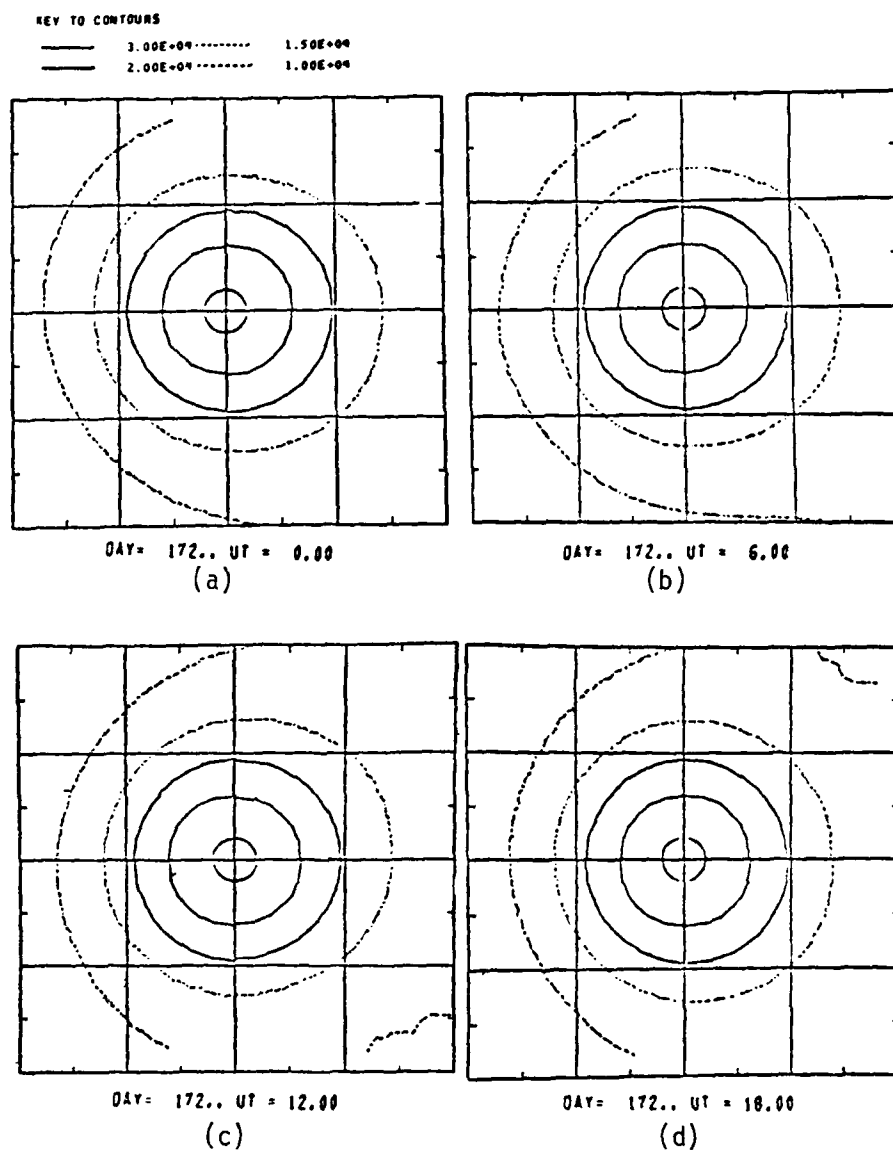 KEY TO CONTOURS
3.00E+04 1.50E+04
2.00E+04 1.00E+04
DAY= 172.. UT = 0.00
(a)
DAY= 172.. UT = 6.00
(b)
DAY= 172.. UT = 12.00
(c)
DAY= 172.. UT = 18.00
(d)